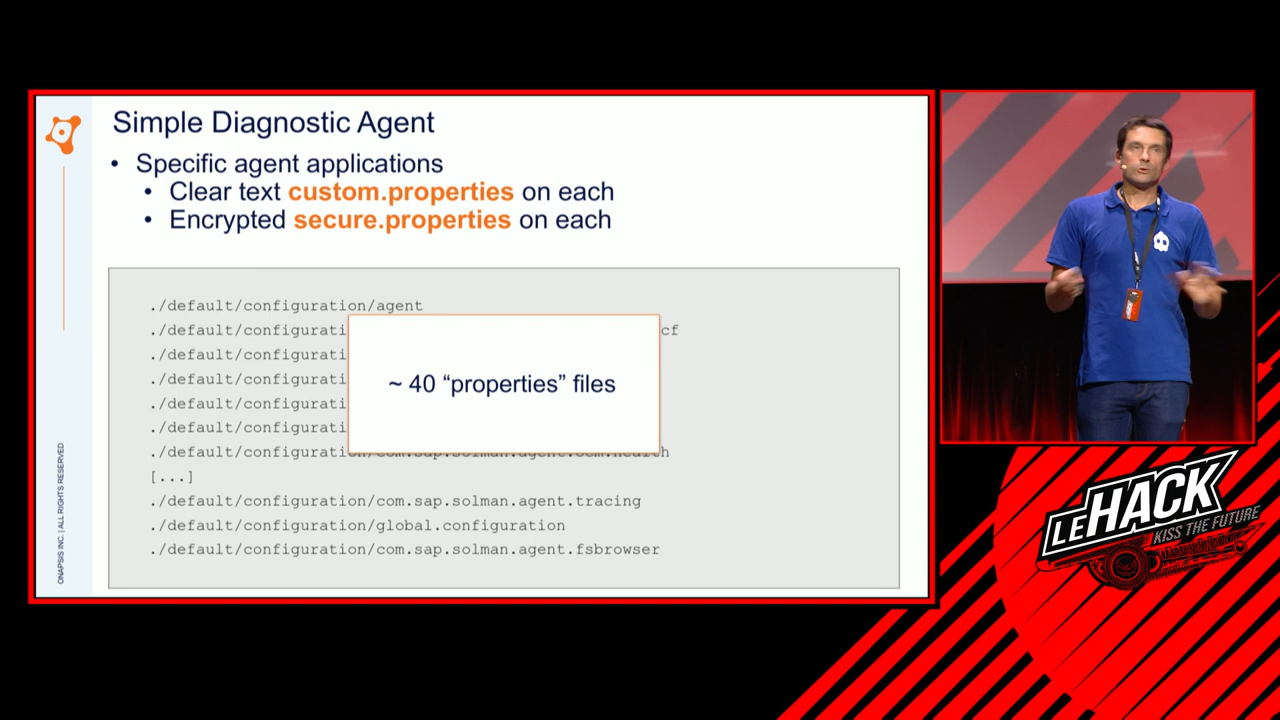 Simple Diagnostic Agent
• Specific agent applications
• Clear text custom.properties on each
• Encrypted secure.properties on each
./default/configuration/agent
./default/configurati cf
./default/configurati
./default/configurati
./default/configurati
./default/configurati
./default/configuration/com.sap.solman.agent.ocm.health
~ 40 “properties” files
[...]
./default/configuration/com.sap.solman.agent.tracing
./default/configuration/global.configuration
./default/configuration/com.sap.solman.agent.fsbrowser
ONAPSIS INC. | ALL RIGHTS RESERVED
LEHACK
KISS THE FUTURE